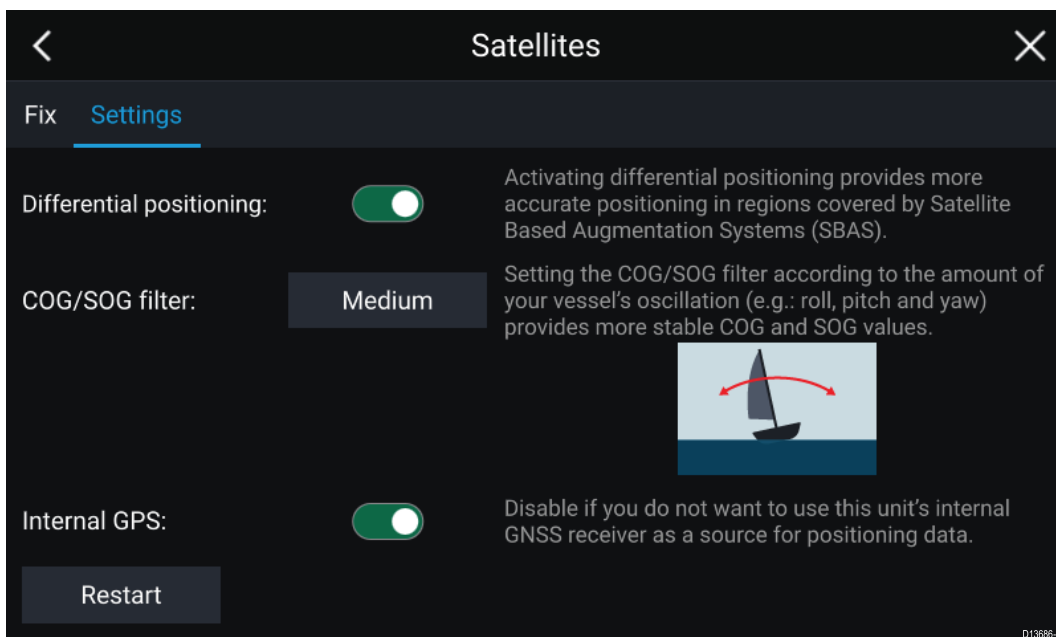 Satellites
Fix Settings
Differential positioning:
Activating differential positioning provides more
accurate positioning in regions covered by Satellite
Based Augmentation Systems (SBAS).
COG/SOG filter:
Medium
Setting the COG/SOG filter according to the amount of
your vessel's oscillation (e.g.: roll, pitch and yaw)
provides more stable COG and SOG values.
Internal GPS:
Disable if you do not want to use this unit's internal
GNSS receiver as a source for positioning data.
Restart
D13686-